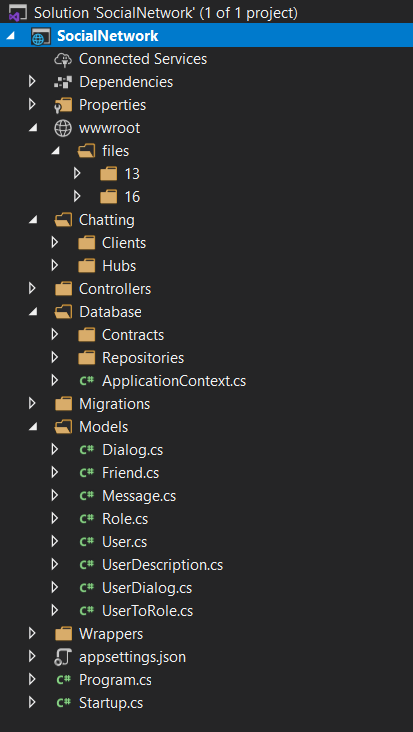 Solution 'SocialNetwork' (1 of 1 project)
SocialNetwork
Connected Services
Dependencies
Properties
wwwroot
files
13
16
Chatting
Clients
Hubs
Controllers
Database
Contracts
Repositories
C# ApplicationContext.cs
Migrations
Models
C# Dialog.cs
C# Friend.cs
C# Message.cs
C# Role.cs
C# User.cs
C# UserDescription.cs
C# UserDialog.cs
C# UserToRole.cs
Wrappers
appsettings.json
C# Program.cs
C# Startup.cs